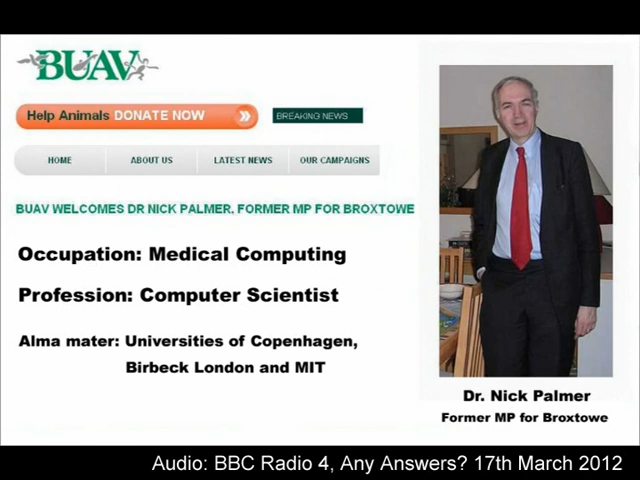 BUAV
Help Animals DONATE NOW
BREAKING NEWS
HOME ABOUT US LATEST NEWS OUR CAMPAIGNS
BUAV WELCOMES DR NICK PALMER. FORMER MP FOR BROXTOWE
Occupation: Medical Computing
Profession: Computer Scientist
Alma mater: Universities of Copenhagen,
Birbeck London and MIT
Dr. Nick Palmer
Former MP for Broxtowe
Audio: BBC Radio 4, Any Answers? 17th March 2012